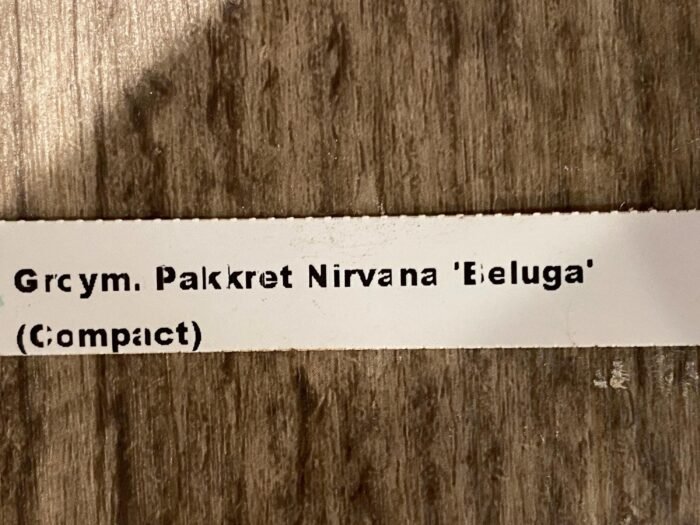 Grcym. Pakkret Nirvana 'Beluga'
(Compact)